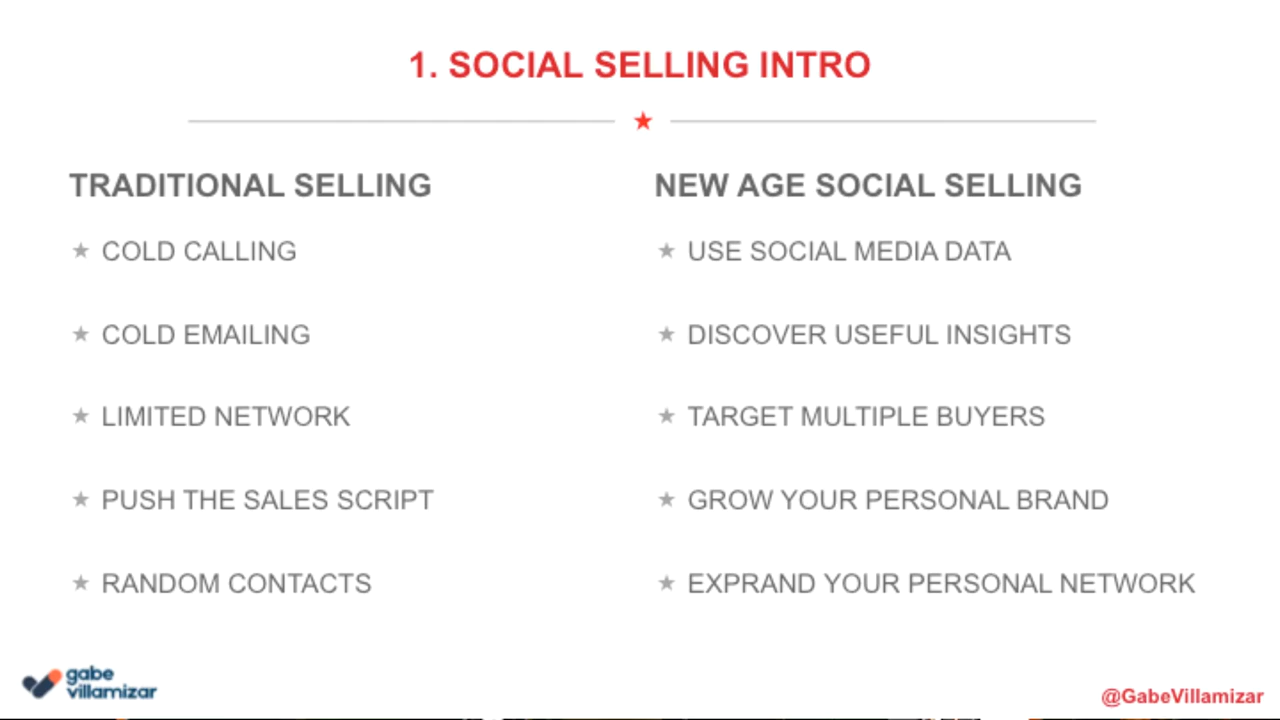 1. SOCIAL SELLING INTRO
TRADITIONAL SELLING
COLD CALLING
COLD EMAILING
LIMITED NETWORK
PUSH THE SALES SCRIPT
RANDOM CONTACTS
NEW AGE SOCIAL SELLING
USE SOCIAL MEDIA DATA
DISCOVER USEFUL INSIGHTS
TARGET MULTIPLE BUYERS
GROW YOUR PERSONAL BRAND
EXPRAND YOUR PERSONAL NETWORK
gabe
villamizar
@GabeVillamizar